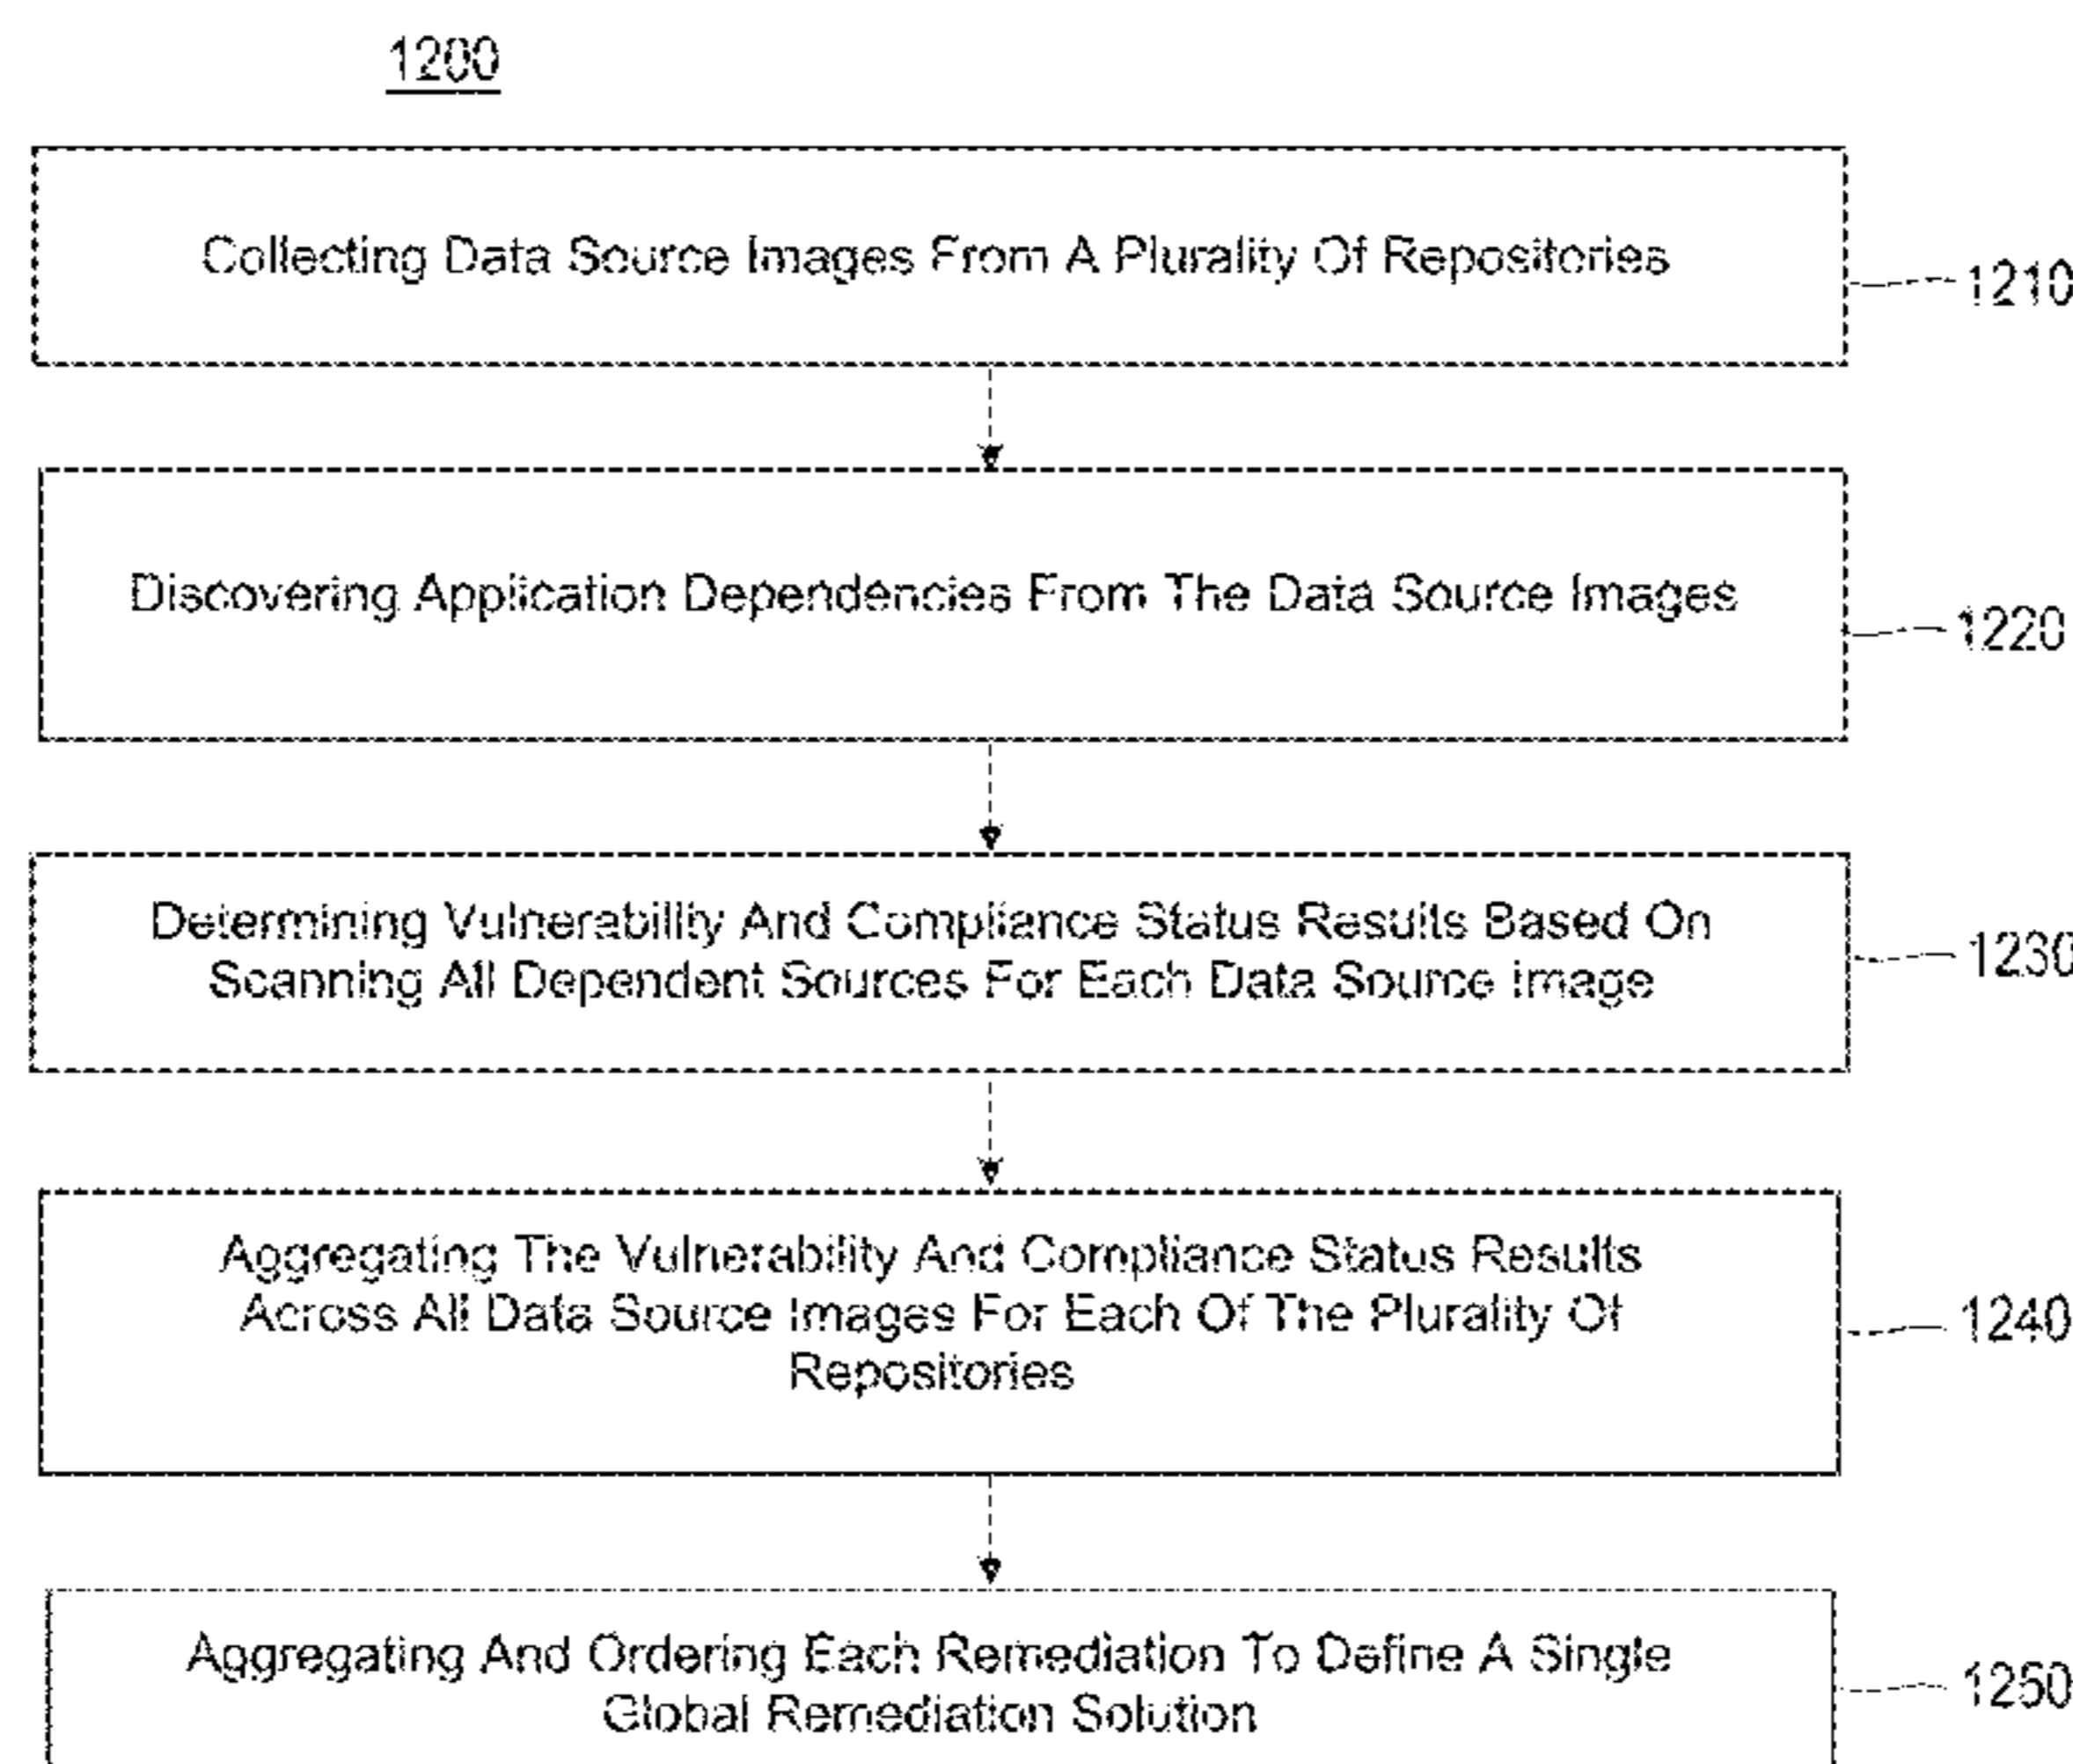 1200
Collecting Data Source Images From A Plurality Of Repositories
1210
Discovering Application Dependencies From The Data Source Images
1220
Determining Vulnerability And Compliance Status Results Based On
Scanning All Dependent Sources For Each Data Source Image
1230
Aggregating The Vulnerability And Compliance Status Results
Across All Data Source Images For Each Of The Plurality Of
Repositories
1240
Aggregating And Ordering Each Remediation To Define A Single
Global Remediation Solution
1250